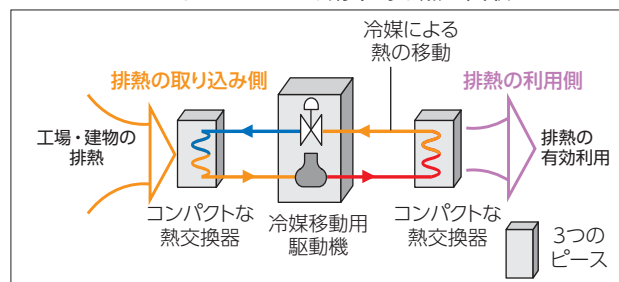 冷媒による
熱の移動
排熱の取り込み側
排熱の利用側
工場・建物の
排熱
排熱の
有効利用
コンパクトな
熱交換器
冷媒移動用
駆動機
コンパクトな
熱交換器
3つの
ピース